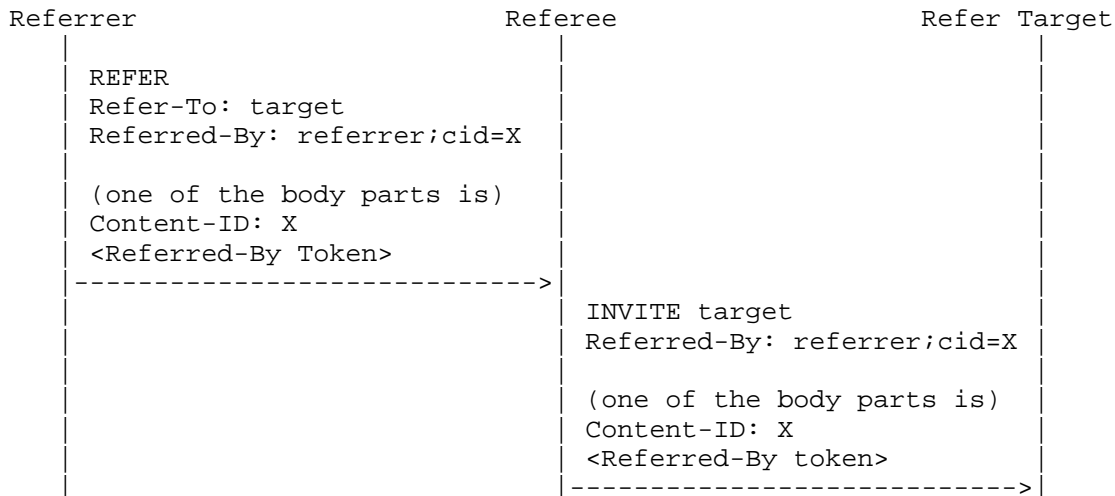 Referrer Referee Refer Target
REFER
Refer-To: target
Referred-By: referrer;cid=X
(one of the body parts is)
Content-ID: X
<Referred-By Token>
INVITE target
Referred-By: referrer;cid=X
(one of the body parts is)
Content-ID: X
<Referred-By token>